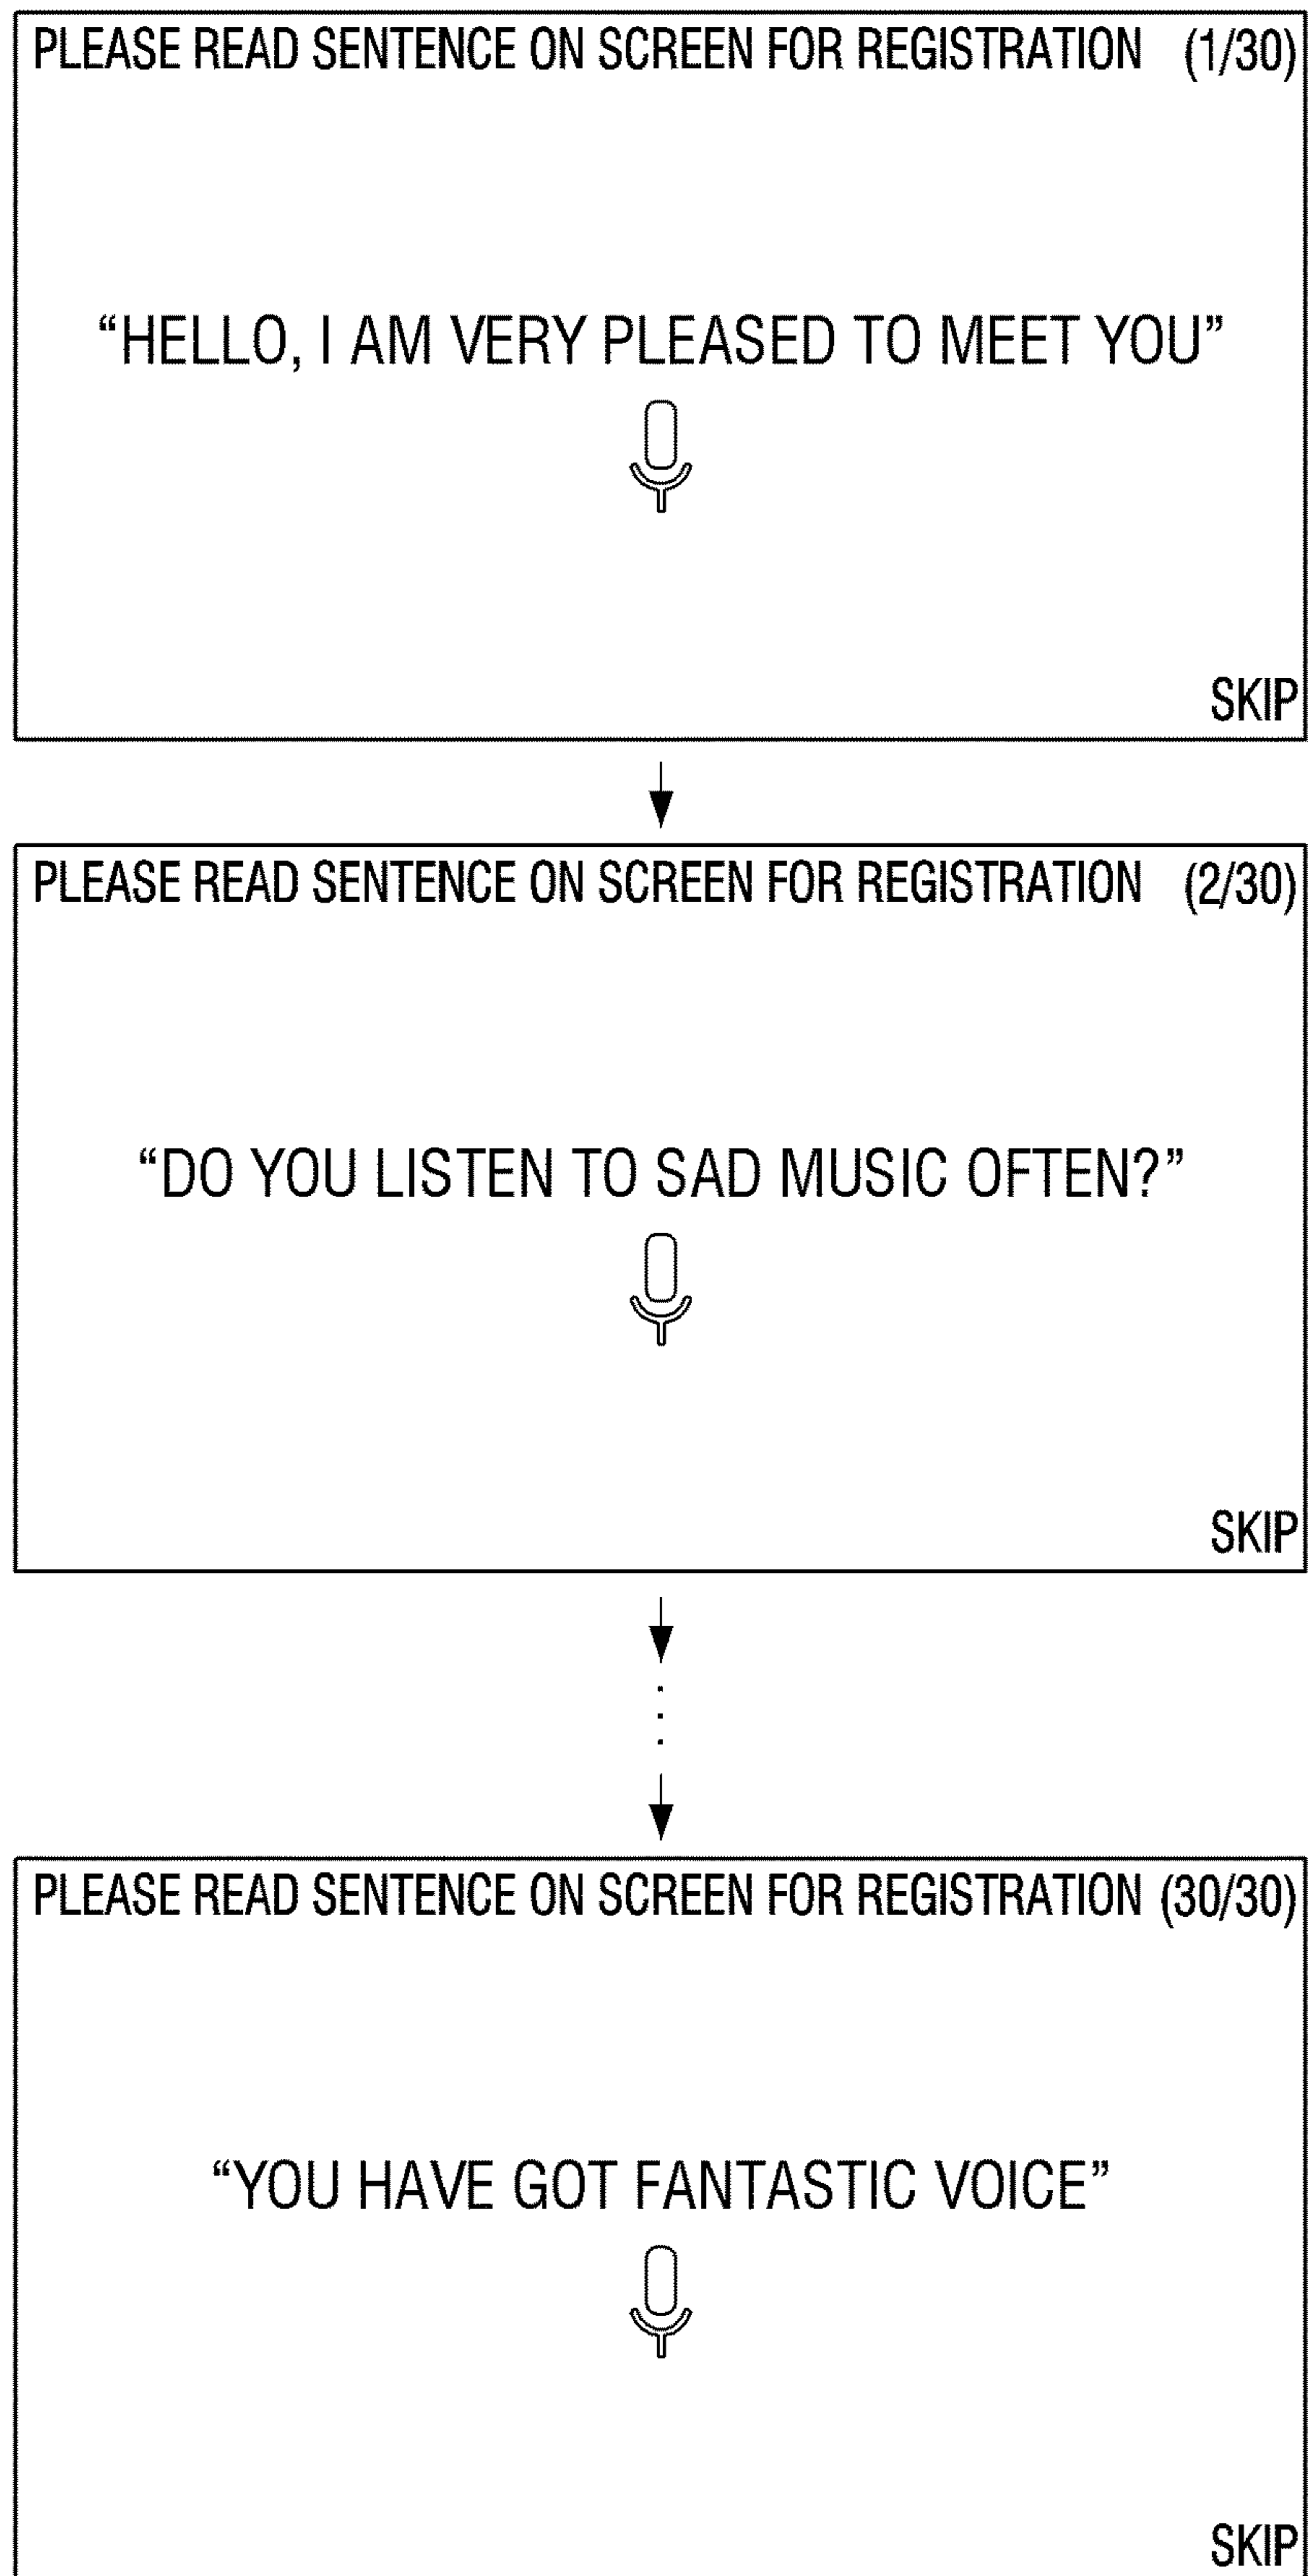 PLEASE READ SENTENCE ON SCREEN FOR REGISTRATION (1/30)
“HELLO, I AM VERY PLEASED TO MEET YOU”
SKIP
PLEASE READ SENTENCE ON SCREEN FOR REGISTRATION (2/30)
“DO YOU LISTEN TO SAD MUSIC OFTEN?”
SKIP
PLEASE READ SENTENCE ON SCREEN FOR REGISTRATION (30/30)
“YOU HAVE GOT FANTASTIC VOICE”
SKIP